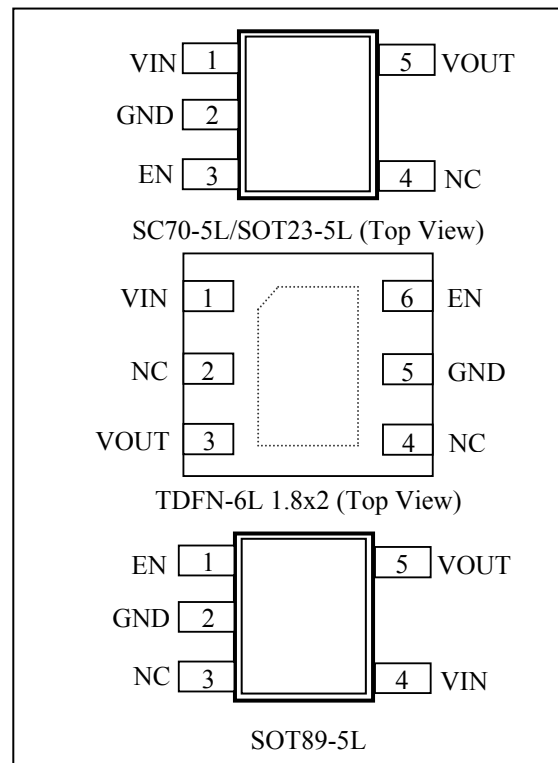 VIN 1 5 VOUT
GND 2
EN 3 4 NC
SC70-5L/SOT23-5L (Top View)
VIN 1 6 EN
NC 2 5 GND
VOUT 3 4 NC
TDFN-6L 1.8x2 (Top View)
EN 1 5 VOUT
GND 2
NC 3 4 VIN
SOT89-5L